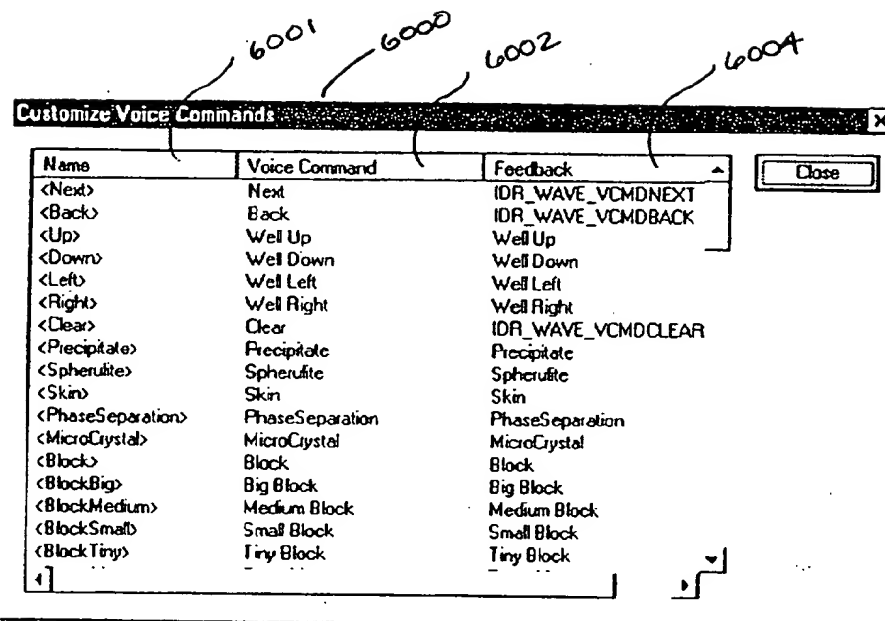 6001 6000 6002 6004
Customize Voice Commands
Name Voice Command Feedback Close
<Next> Next IDR_WAVE_VCMDNEXT
<Back> Back IDR_WAVE_VCMDBACK
<Up> Well Up Well Up
<Down> Well Down Well Down
<Left> Well Left Well Left
<Right> Well Right Well Right
<Clear> Clear IDR_WAVE_VCMDCLEAR
<Precipitate> Precipitate Precipitate
<Spherulite> Spherulite Spherulite
<Skin> Skin Skin
<PhaseSeparation> PhaseSeparation PhaseSeparation
<MicroCrystal> MicroCrystal MicroCrystal
<Block> Block Block
<BlockBig> Big Block Big Block
<BlockMedium> Medium Block Medium Block
<BlockSmall> Small Block Small Block
<BlockTiny> Tiny Block Tiny Block